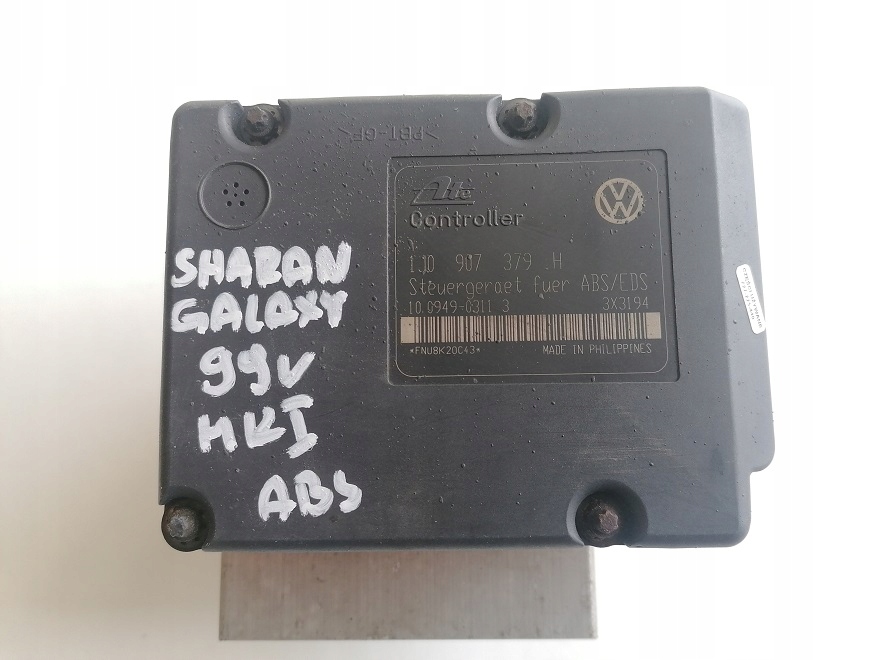 >PBT-GF<
Ate
Controller
1J0 907 379 H
Steuergeraet fuer ABS/EDS
10.0949-0311.3 3X3194
*FNU8K20C43* MADE IN PHILIPPINES
SHARAN
GALAXY
99V
MKI
ABS